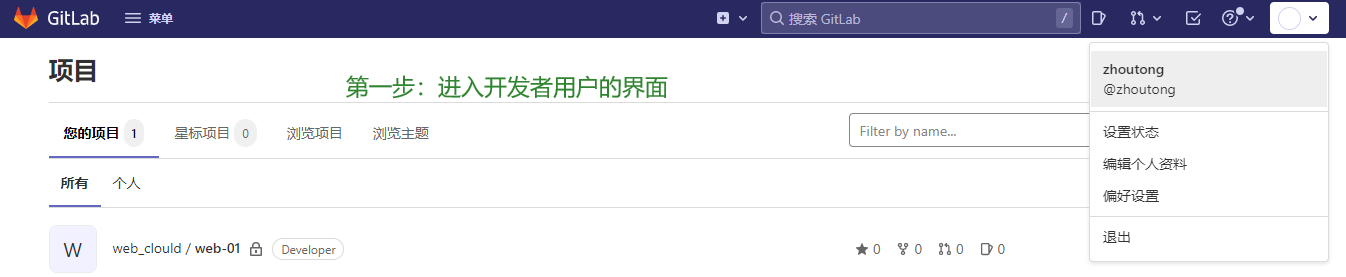 GitLab 菜单 搜索 GitLab /
zhoutong
@zhoutong
项目
第一步：进入开发者用户的界面
设置状态
您的项目 1 星标项目 0 浏览项目 浏览主题 Filter by name...
编辑个人资料
所有 个人
偏好设置
退出
W web_clould / web-01 Developer 0 0 0 0